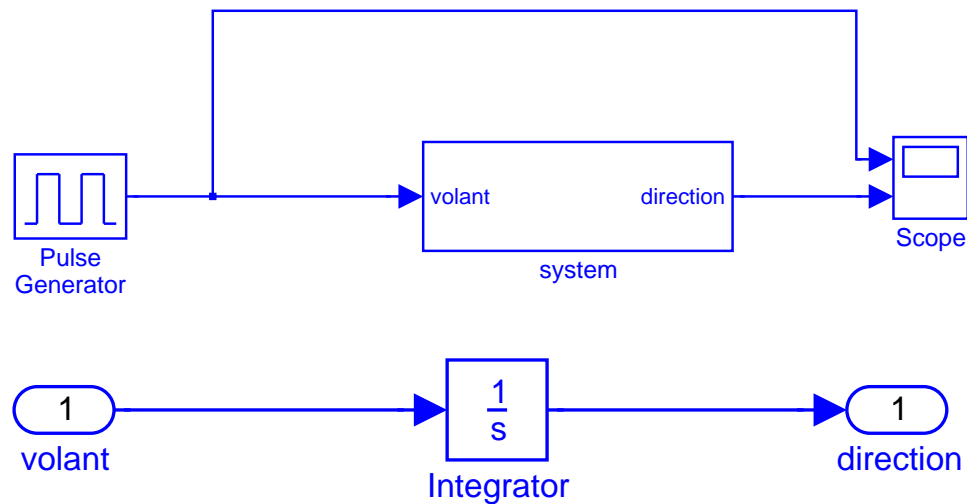 volant
direction
Pulse
Generator
system
Scope
1
1
s
1
volant
Integrator
direction